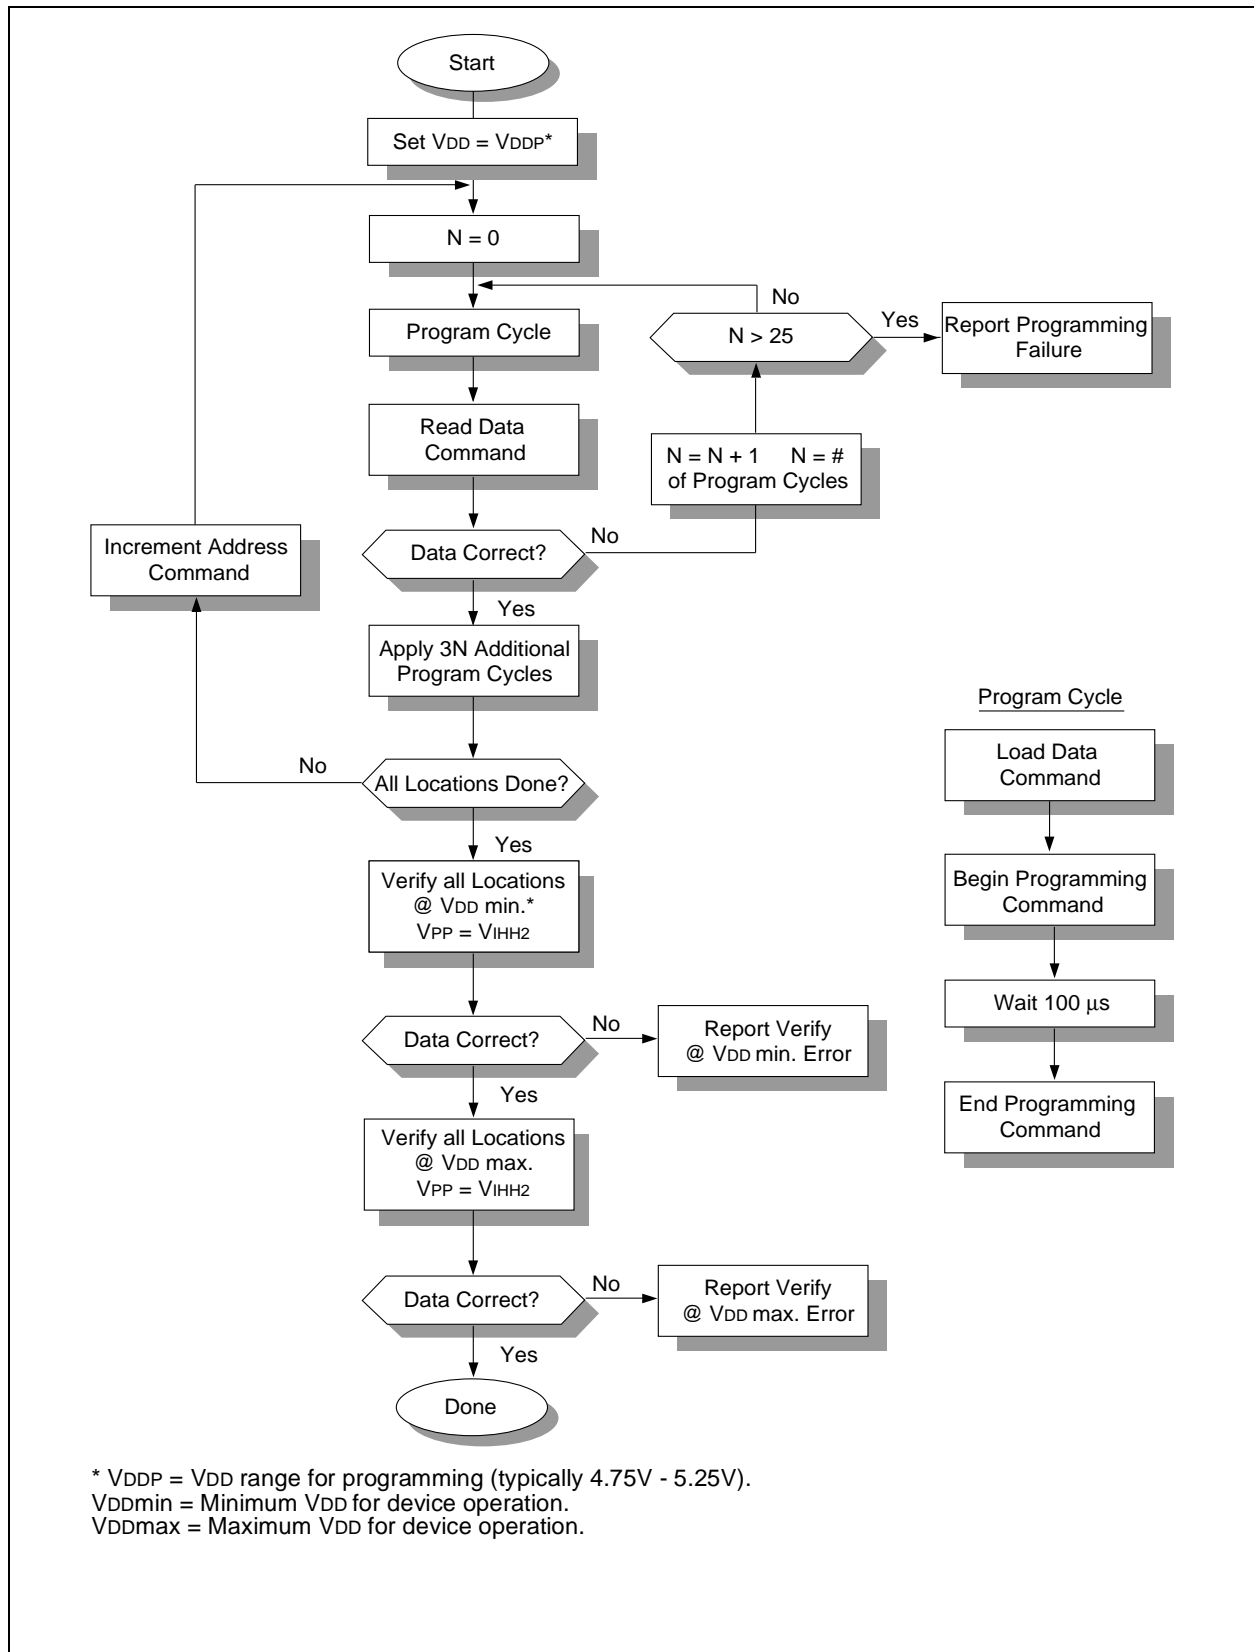 Start
Set VDD = VDDP*
N = 0
No
Program Cycle
N > 25
Yes
Report Programming
Failure
Read Data
Command
N = N + 1 N = #
of Program Cycles
Increment Address
Command
Data Correct?
No
Yes
Apply 3N Additional
Program Cycles
No
All Locations Done?
Yes
Verify all Locations
@ VDD min.*
VPP = VIHH2
Data Correct?
No
Report Verify
@ VDD min. Error
Yes
Verify all Locations
@ VDD max.
VPP = VIHH2
Data Correct?
No
Report Verify
@ VDD max. Error
Yes
Done
Program Cycle
Load Data
Command
Begin Programming
Command
Wait 100 µs
End Programming
Command
* VDDP = VDD range for programming (typically 4.75V - 5.25V).
VDDmin = Minimum VDD for device operation.
VDDmax = Maximum VDD for device operation.